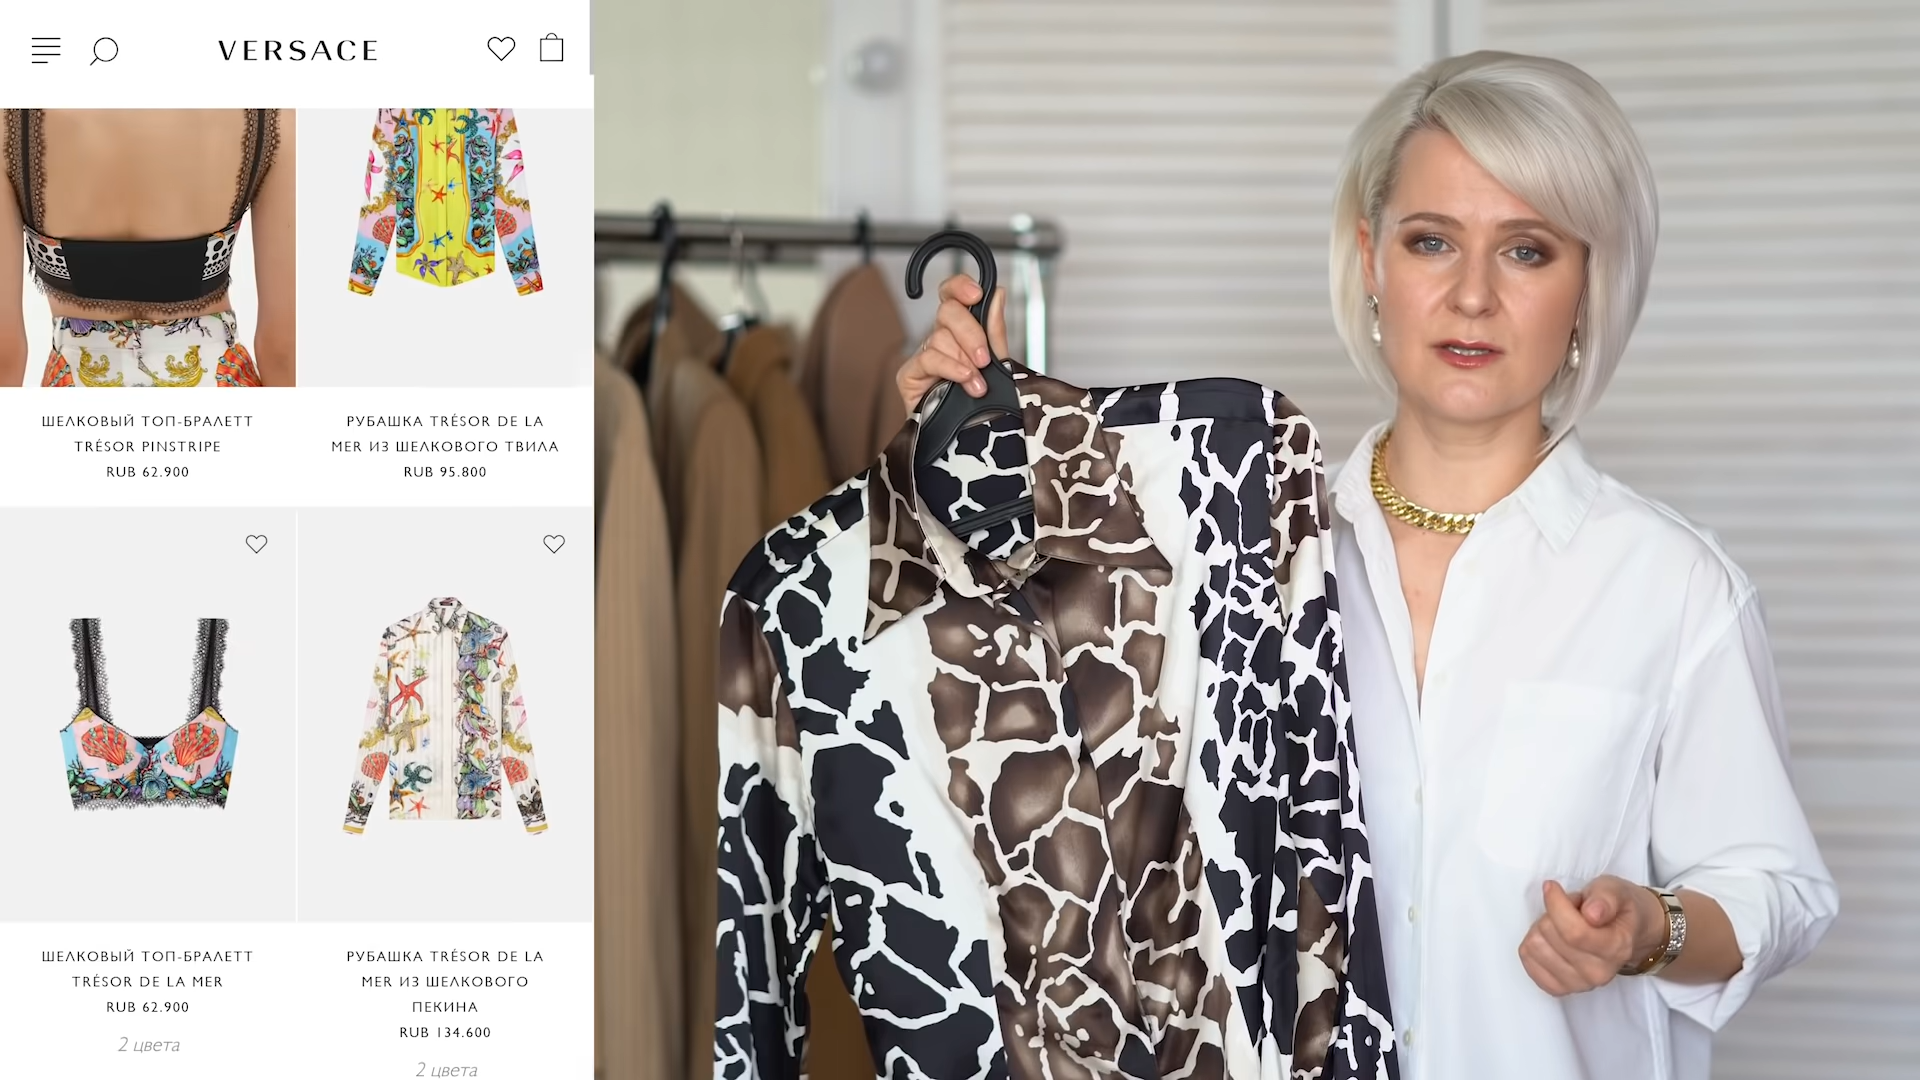 VERSACE
ШЕЛКОВЫЙ ТОП-БРАЛЕТТ
TRÉSOR PINSTRIPE
RUB 62.900
РУБАШКА TRÉSOR DE LA
MER ИЗ ШЕЛКОВОГО ТВИЛА
RUB 95.800
ШЕЛКОВЫЙ ТОП-БРАЛЕТТ
TRÉSOR DE LA MER
RUB 62.900
2 цвета
РУБАШКА TRÉSOR DE LA
MER ИЗ ШЕЛКОВОГО
ПЕКИНА
RUB 134.600
2 цвета